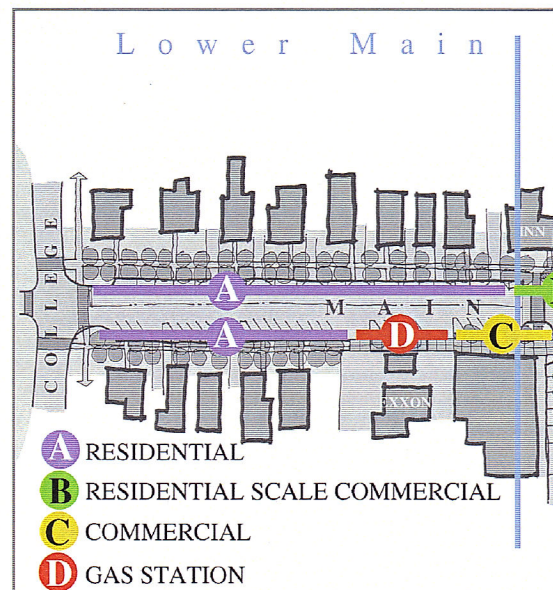 Lower Main
INN
COLLEGE
A
MAIN
A
D
C
EXXON
A RESIDENTIAL
B RESIDENTIAL SCALE COMMERCIAL
C COMMERCIAL
D GAS STATION